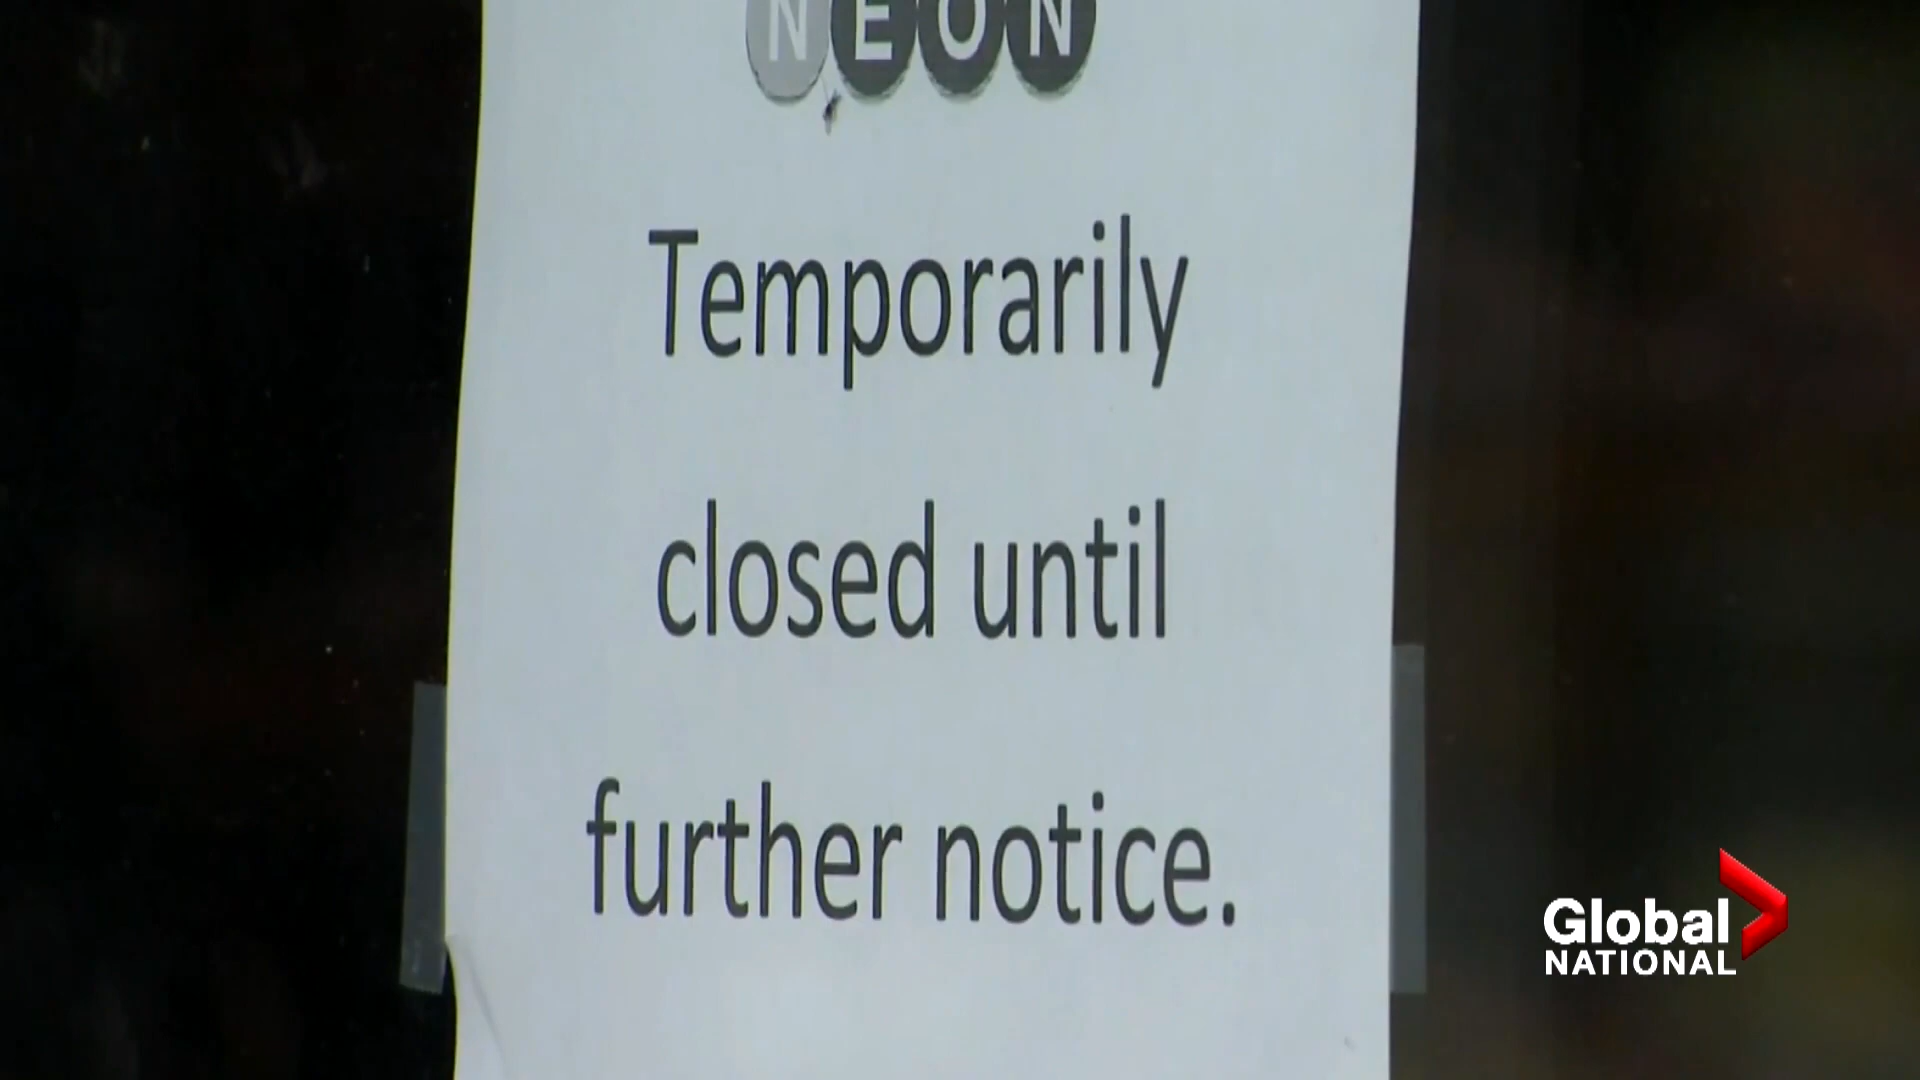 NEON
Temporarily
closed until
further notice.
Global
NATIONAL